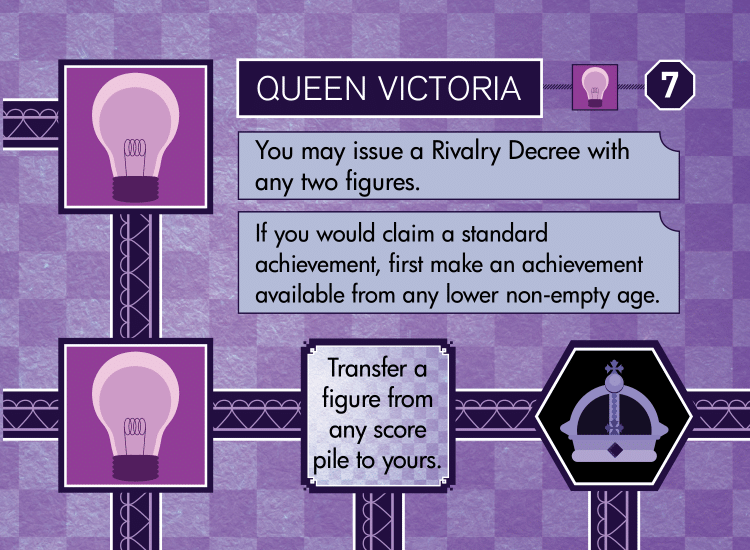 QUEEN VICTORIA
7
You may issue a Rivalry Decree with
any two figures.
If you would claim a standard
achievement, first make an achievement
available from any lower non-empty age.
Transfer a
figure from
any score
pile to yours.